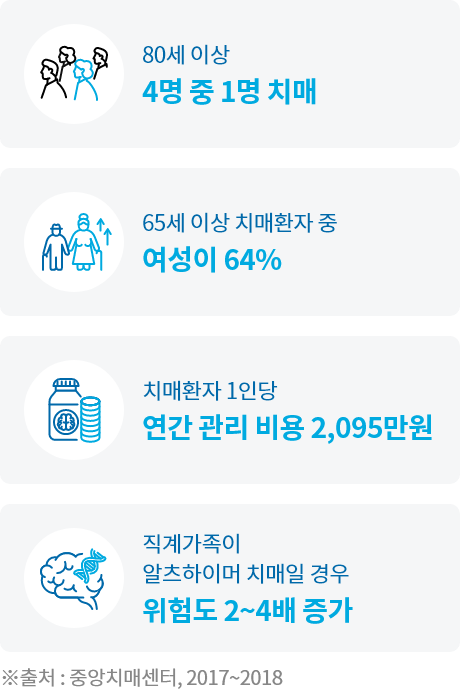 80세 이상
4명 중 1명 치매
65세 이상 치매환자 중
여성이 64%
치매환자 1인당
연간 관리 비용 2,095만원
직계가족이
알츠하이머 치매일 경우
위험도 2~4배 증가
※출처 : 중앙치매센터, 2017~2018